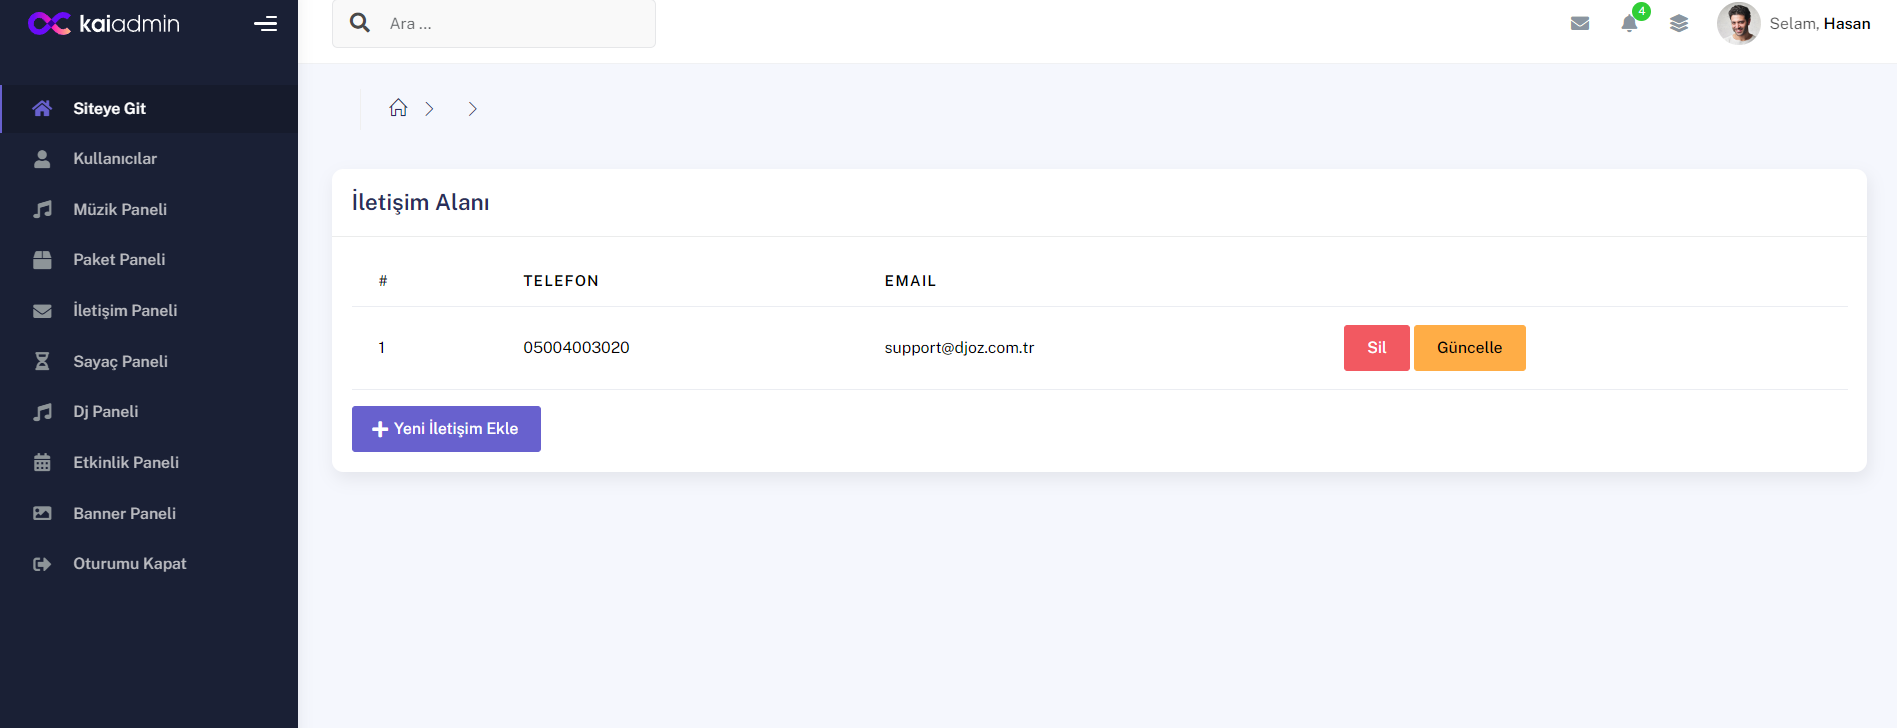 kaiadmin
Ara ...
4
Selam, Hasan
Siteye Git
Kullanıcılar
Müzik Paneli
Paket Paneli
İletişim Paneli
Sayaç Paneli
Dj Paneli
Etkinlik Paneli
Banner Paneli
Oturumu Kapat
İletişim Alanı
# TELEFON EMAIL
1 05004003020 support@djoz.com.tr Sil Güncelle
Yeni İletişim Ekle